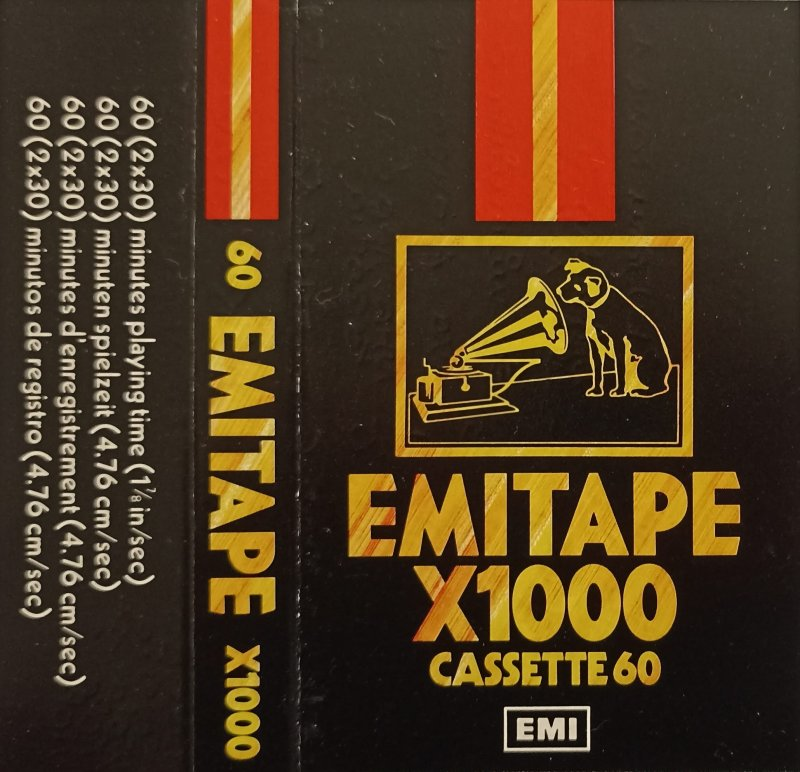 60 (2x30) minutes playing time (1⅞ in/sec)
60 (2x30) minuten spielzeit (4.76 cm/sec)
60 (2x30) minutes d'enregistrement (4.76 cm/sec)
60 (2x30) minutos de registro (4.76 cm/sec)
60 EMITAPE X1000
EMITAPE
X1000
CASSETTE 60
EMI